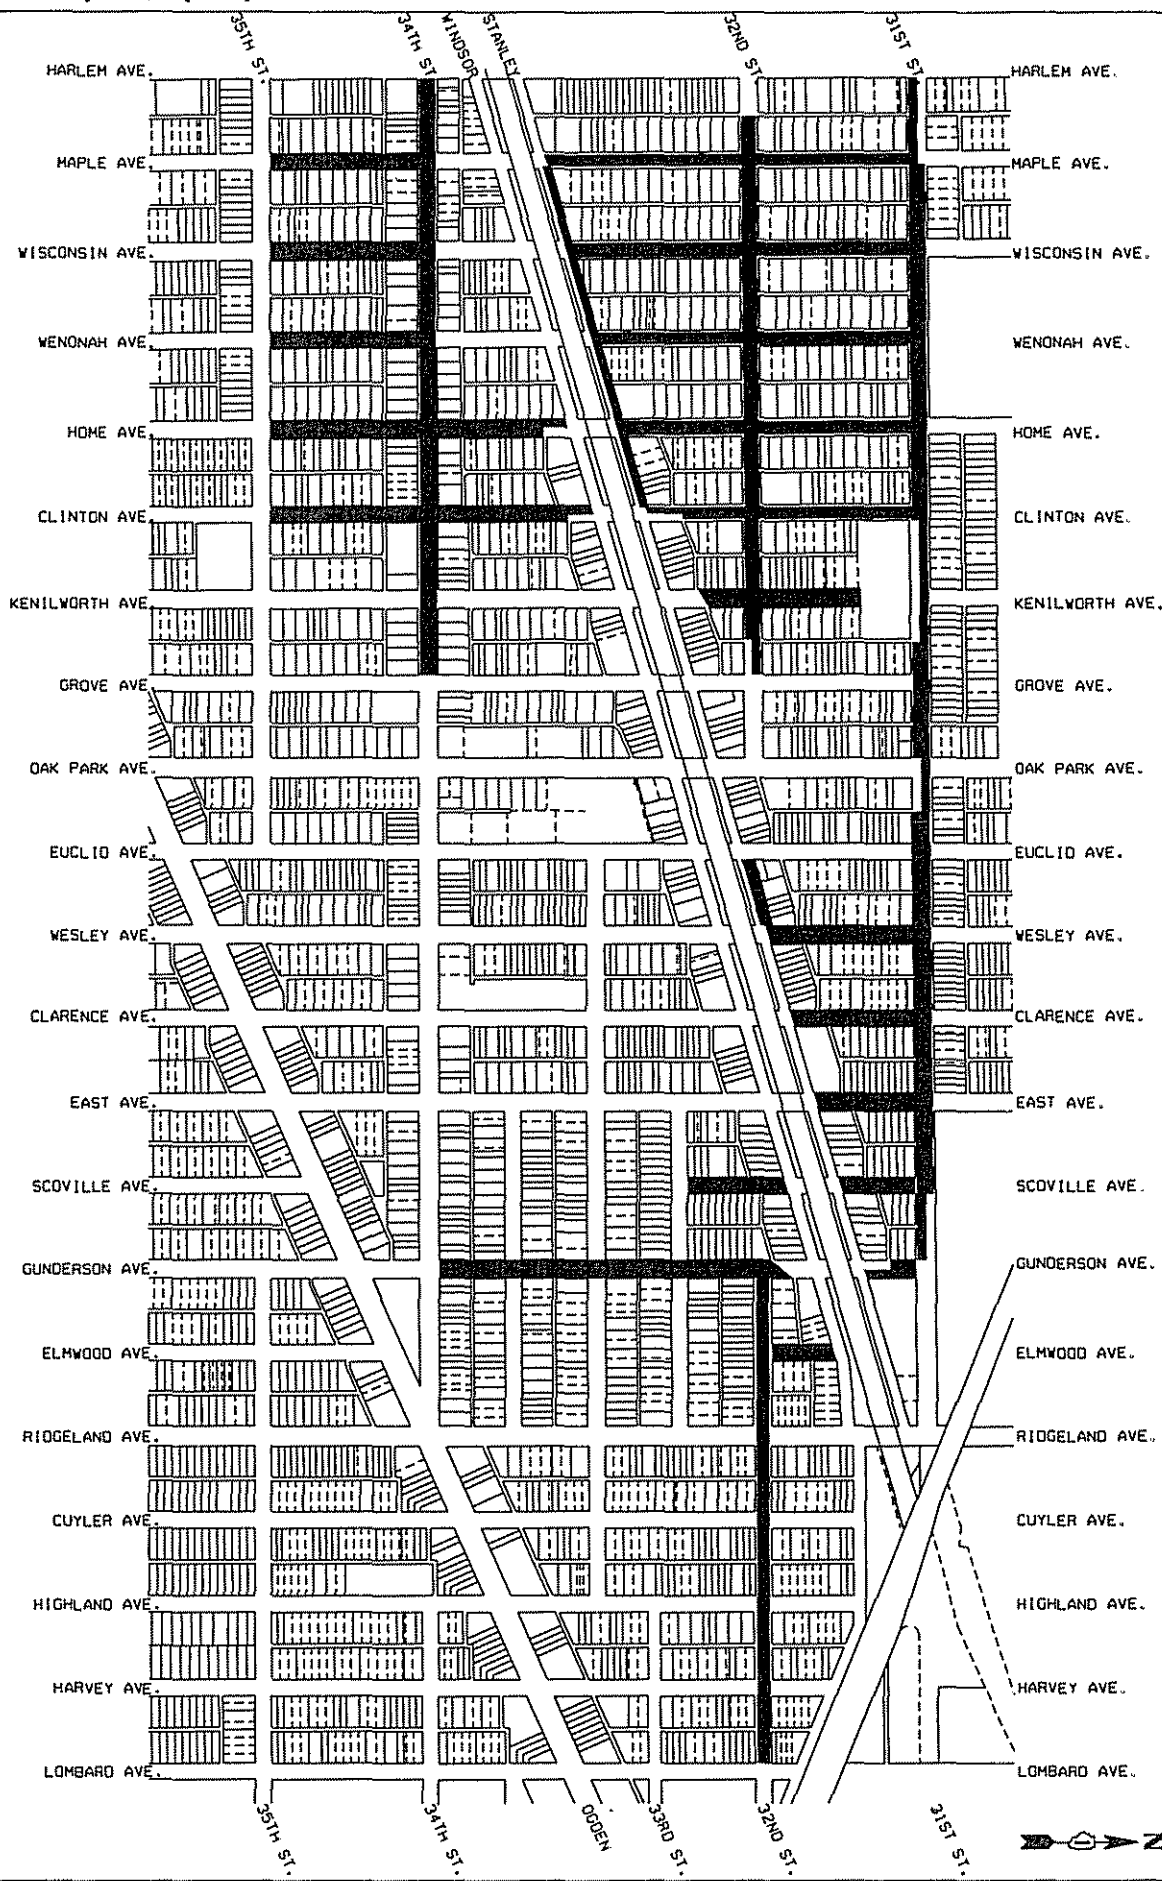 35TH ST.
34TH ST
WINDSOR
STANLEY
32ND ST
31ST ST
HARLEM AVE.
HARLEM AVE.
MAPLE AVE.
MAPLE AVE.
WISCONSIN AVE.
WISCONSIN AVE.
WENONAH AVE.
WENONAH AVE.
HOME AVE.
HOME AVE.
CLINTON AVE.
CLINTON AVE.
KENILWORTH AVE.
KENILWORTH AVE.
GROVE AVE
GROVE AVE.
OAK PARK AVE.
OAK PARK AVE.
EUCLID AVE.
EUCLID AVE.
WESLEY AVE.
WESLEY AVE.
CLARENCE AVE.
CLARENCE AVE.
EAST AVE.
EAST AVE.
SCOVILLE AVE.
SCOVILLE AVE.
GUNDERSON AVE.
GUNDERSON AVE.
ELMWOOD AVE.
ELMWOOD AVE.
RIDGELAND AVE.
RIDGELAND AVE.
CUYLER AVE.
CUYLER AVE.
HIGHLAND AVE.
HIGHLAND AVE.
HARVEY AVE.
HARVEY AVE.
LOMBARD AVE.
LOMBARD AVE.
35TH ST.
34TH ST.
OGDEN
33RD ST.
32ND ST.
31ST ST.
N